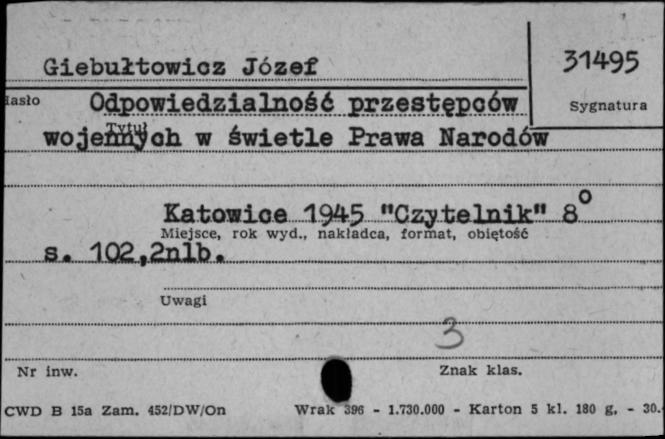 Giebułtowicz Józef
31495
Hasło Odpowiedzialność przestępców
Sygnatura
Tytuł
wojennych w świetle Prawa Narodów
Katowice 1945 "Czytelnik" 8°
Miejsce, rok wyd., nakładca, format, objętość
s. 102,2nlb.
Uwagi
3
Nr inw.
Znak klas.
CWD B 15a Zam. 452/DW/On Wrak 396 - 1.730.000 - Karton 5 kl. 180 g. - 30.